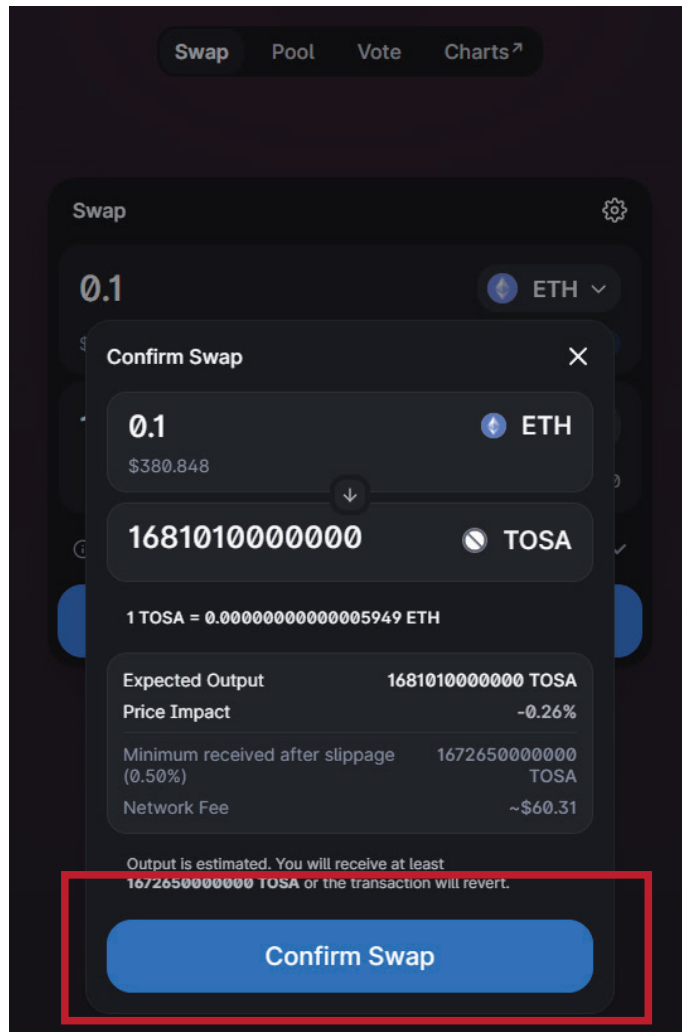 Swap Pool Vote Charts↗
Swap
0.1 ETH
$
Confirm Swap
0.1 ETH
$380.848
1681010000000 TOSA
1 TOSA = 0.00000000000005949 ETH
Expected Output 1681010000000 TOSA
Price Impact -0.26%
Minimum received after slippage 1672650000000
(0.50%) TOSA
Network Fee ~$60.31
Output is estimated. You will receive at least
1672650000000 TOSA or the transaction will revert.
Confirm Swap